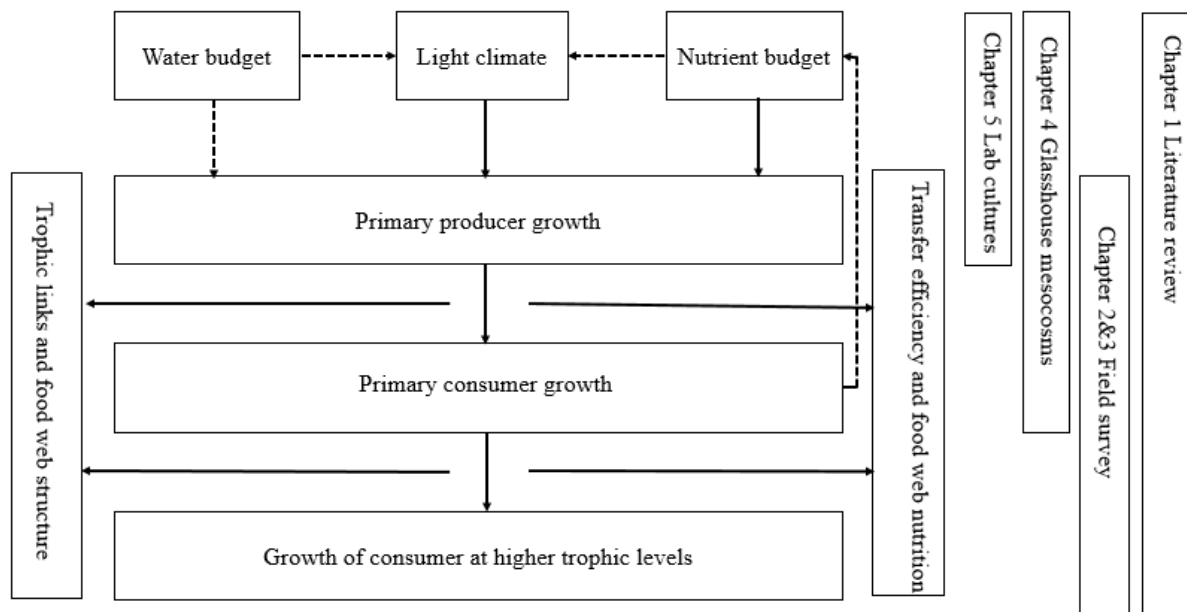 Water budget
Light climate
Nutrient budget
Primary producer growth
Primary consumer growth
Growth of consumer at higher trophic levels
Trophic links and food web structure
Transfer efficiency and food web nutrition
Chapter 5 Lab cultures
Chapter 4 Glasshouse mesocosms
Chapter 2&3 Field survey
Chapter 1 Literature review